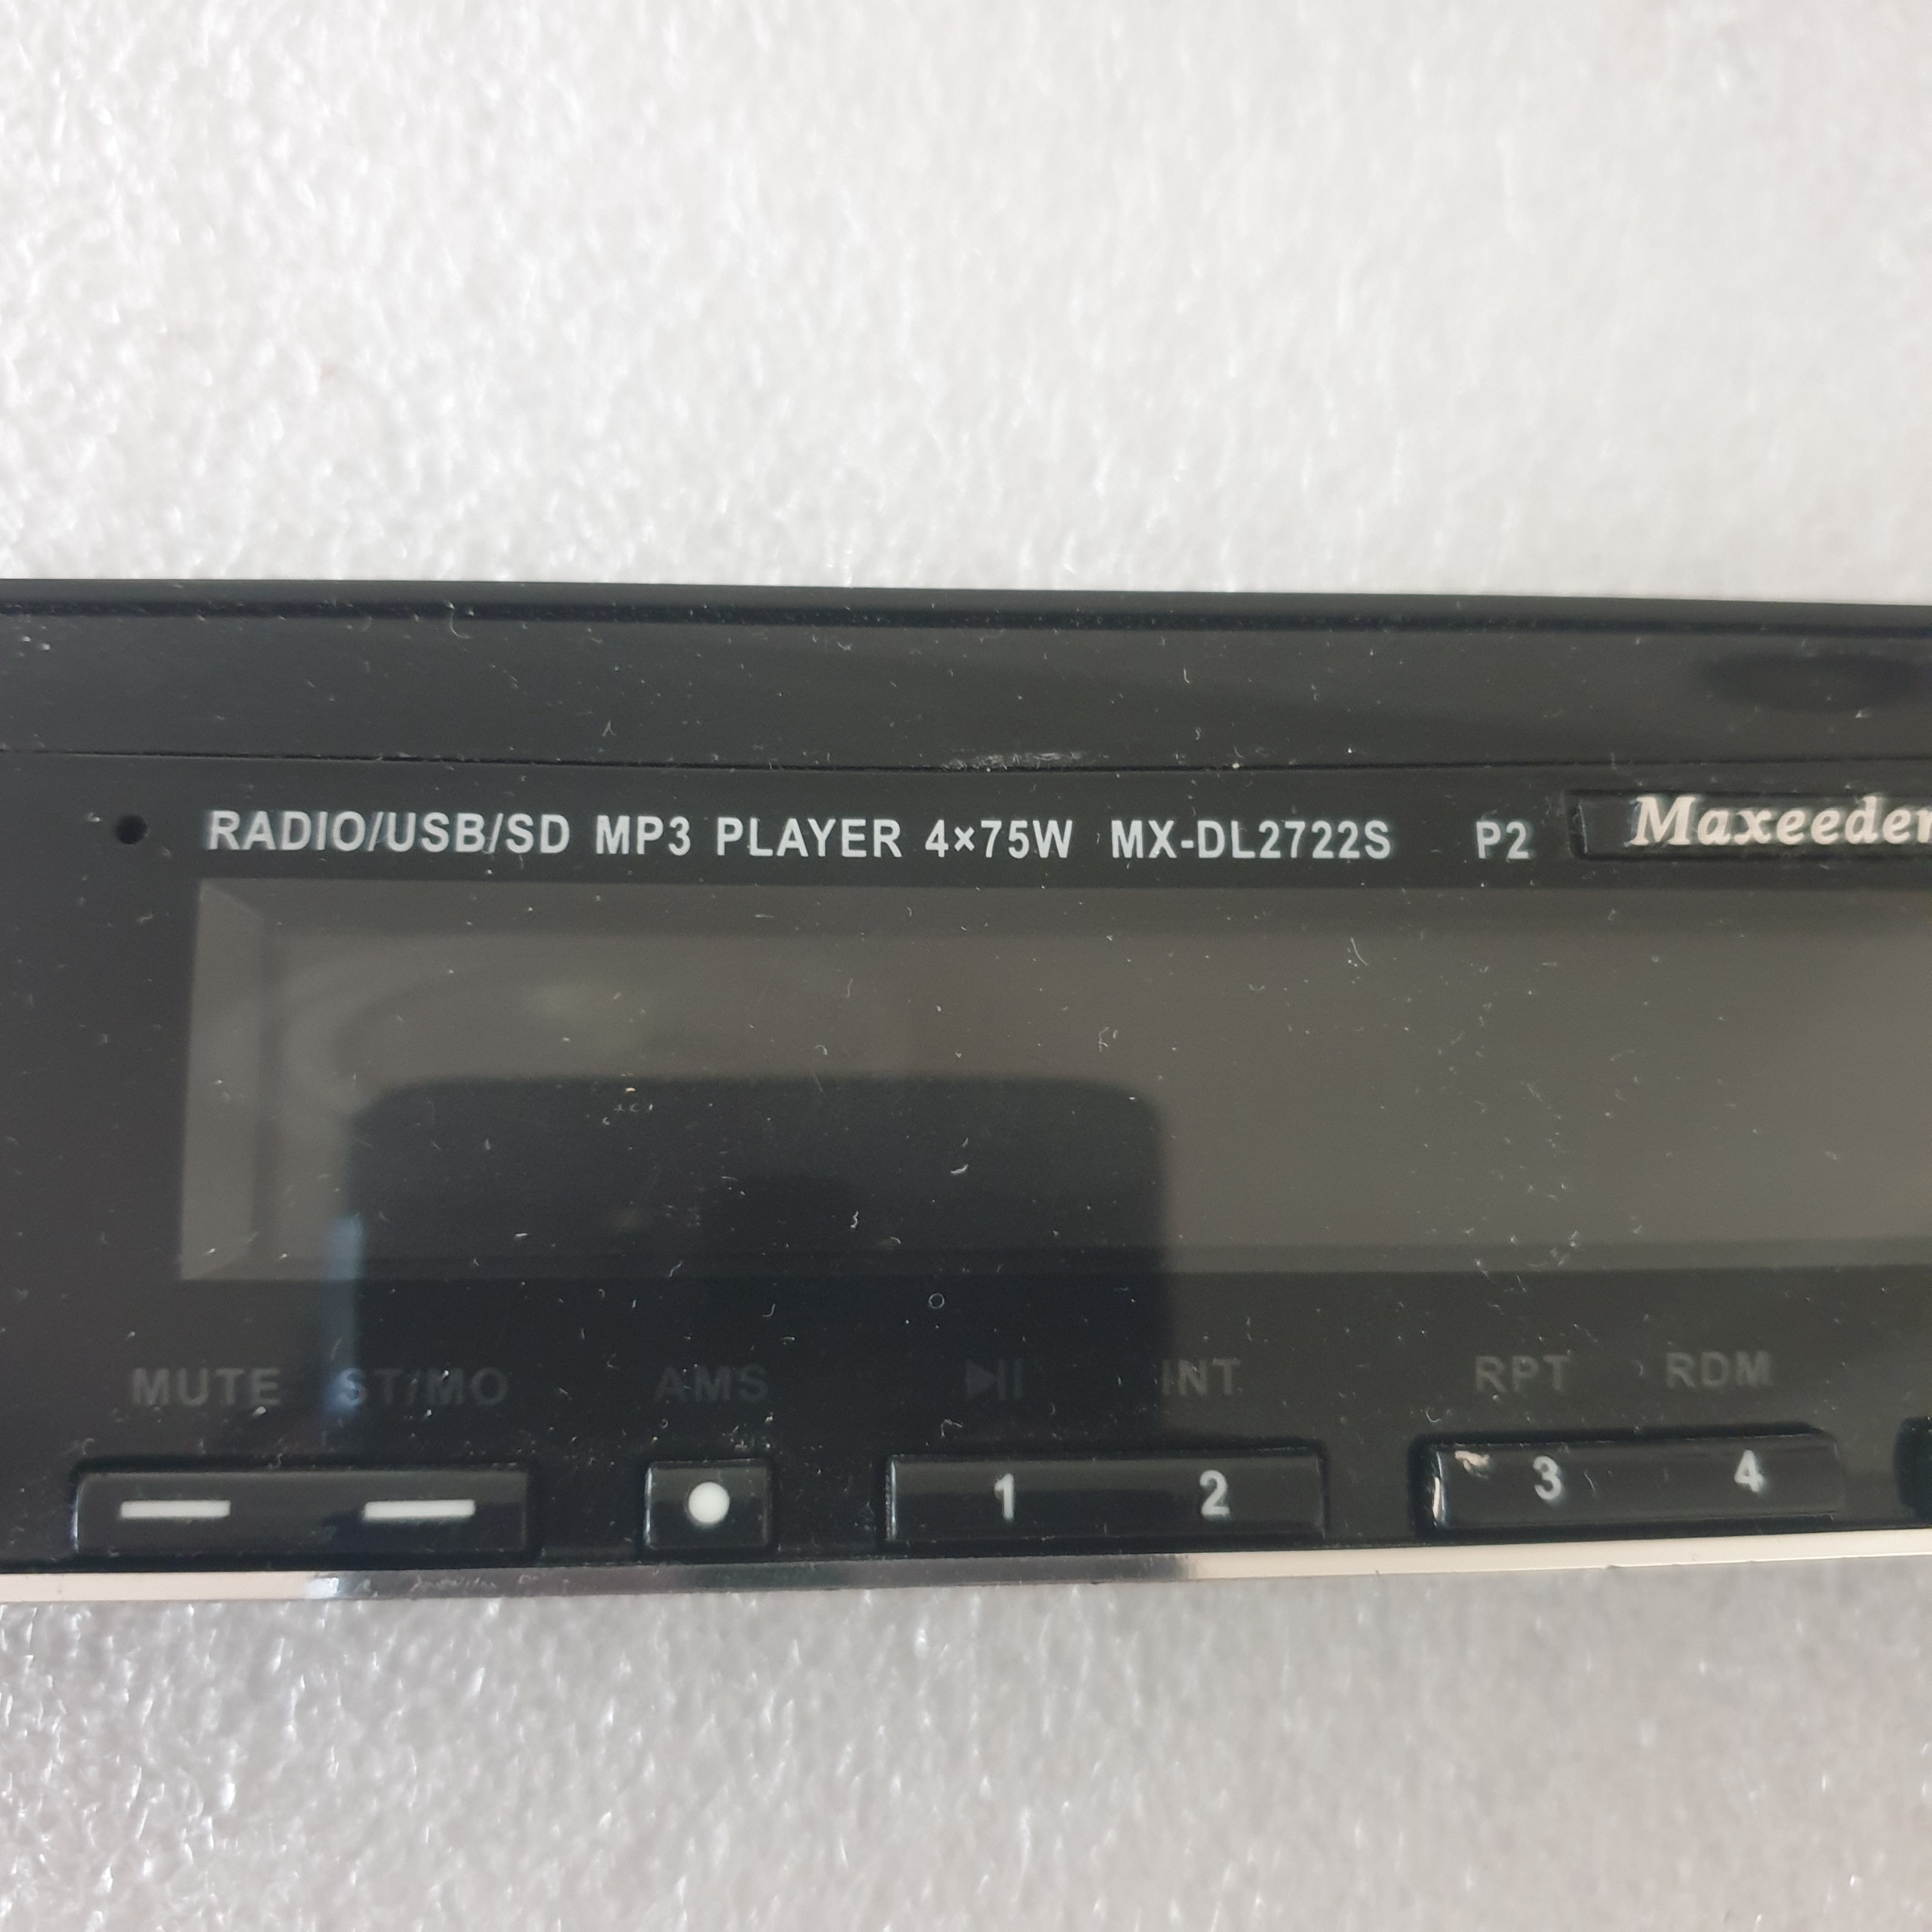 RADIO/USB/SD MP3 PLAYER 4×75W MX-DL2722S P2 Maxeeder
MUTE ST/MO AMS INT RPT RDM
1 2 3 4